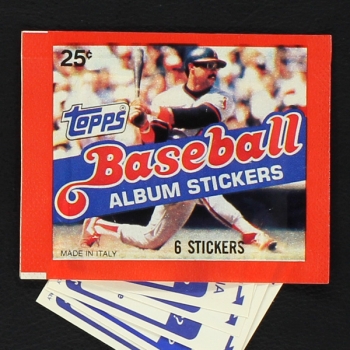 25¢
topps
Baseball
ALBUM STICKERS
6 STICKERS
MADE IN ITALY